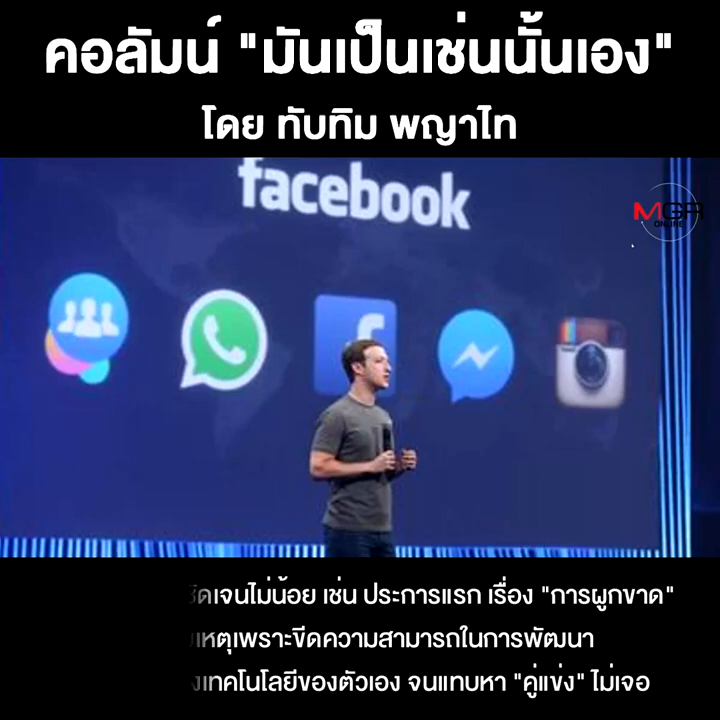 คอลัมน์ "มันเป็นเช่นนั้นเอง"
โดย ทับทิม พญาไท
facebook
MGR
ONLINE
ชัดเจนไม่น้อย เช่น ประการแรก เรื่อง "การผูกขาด"
เหตุเพราะขีดความสามารถในการพัฒนา
เทคโนโลยีของตัวเอง จนแทบหา "คู่แข่ง" ไม่เจอ